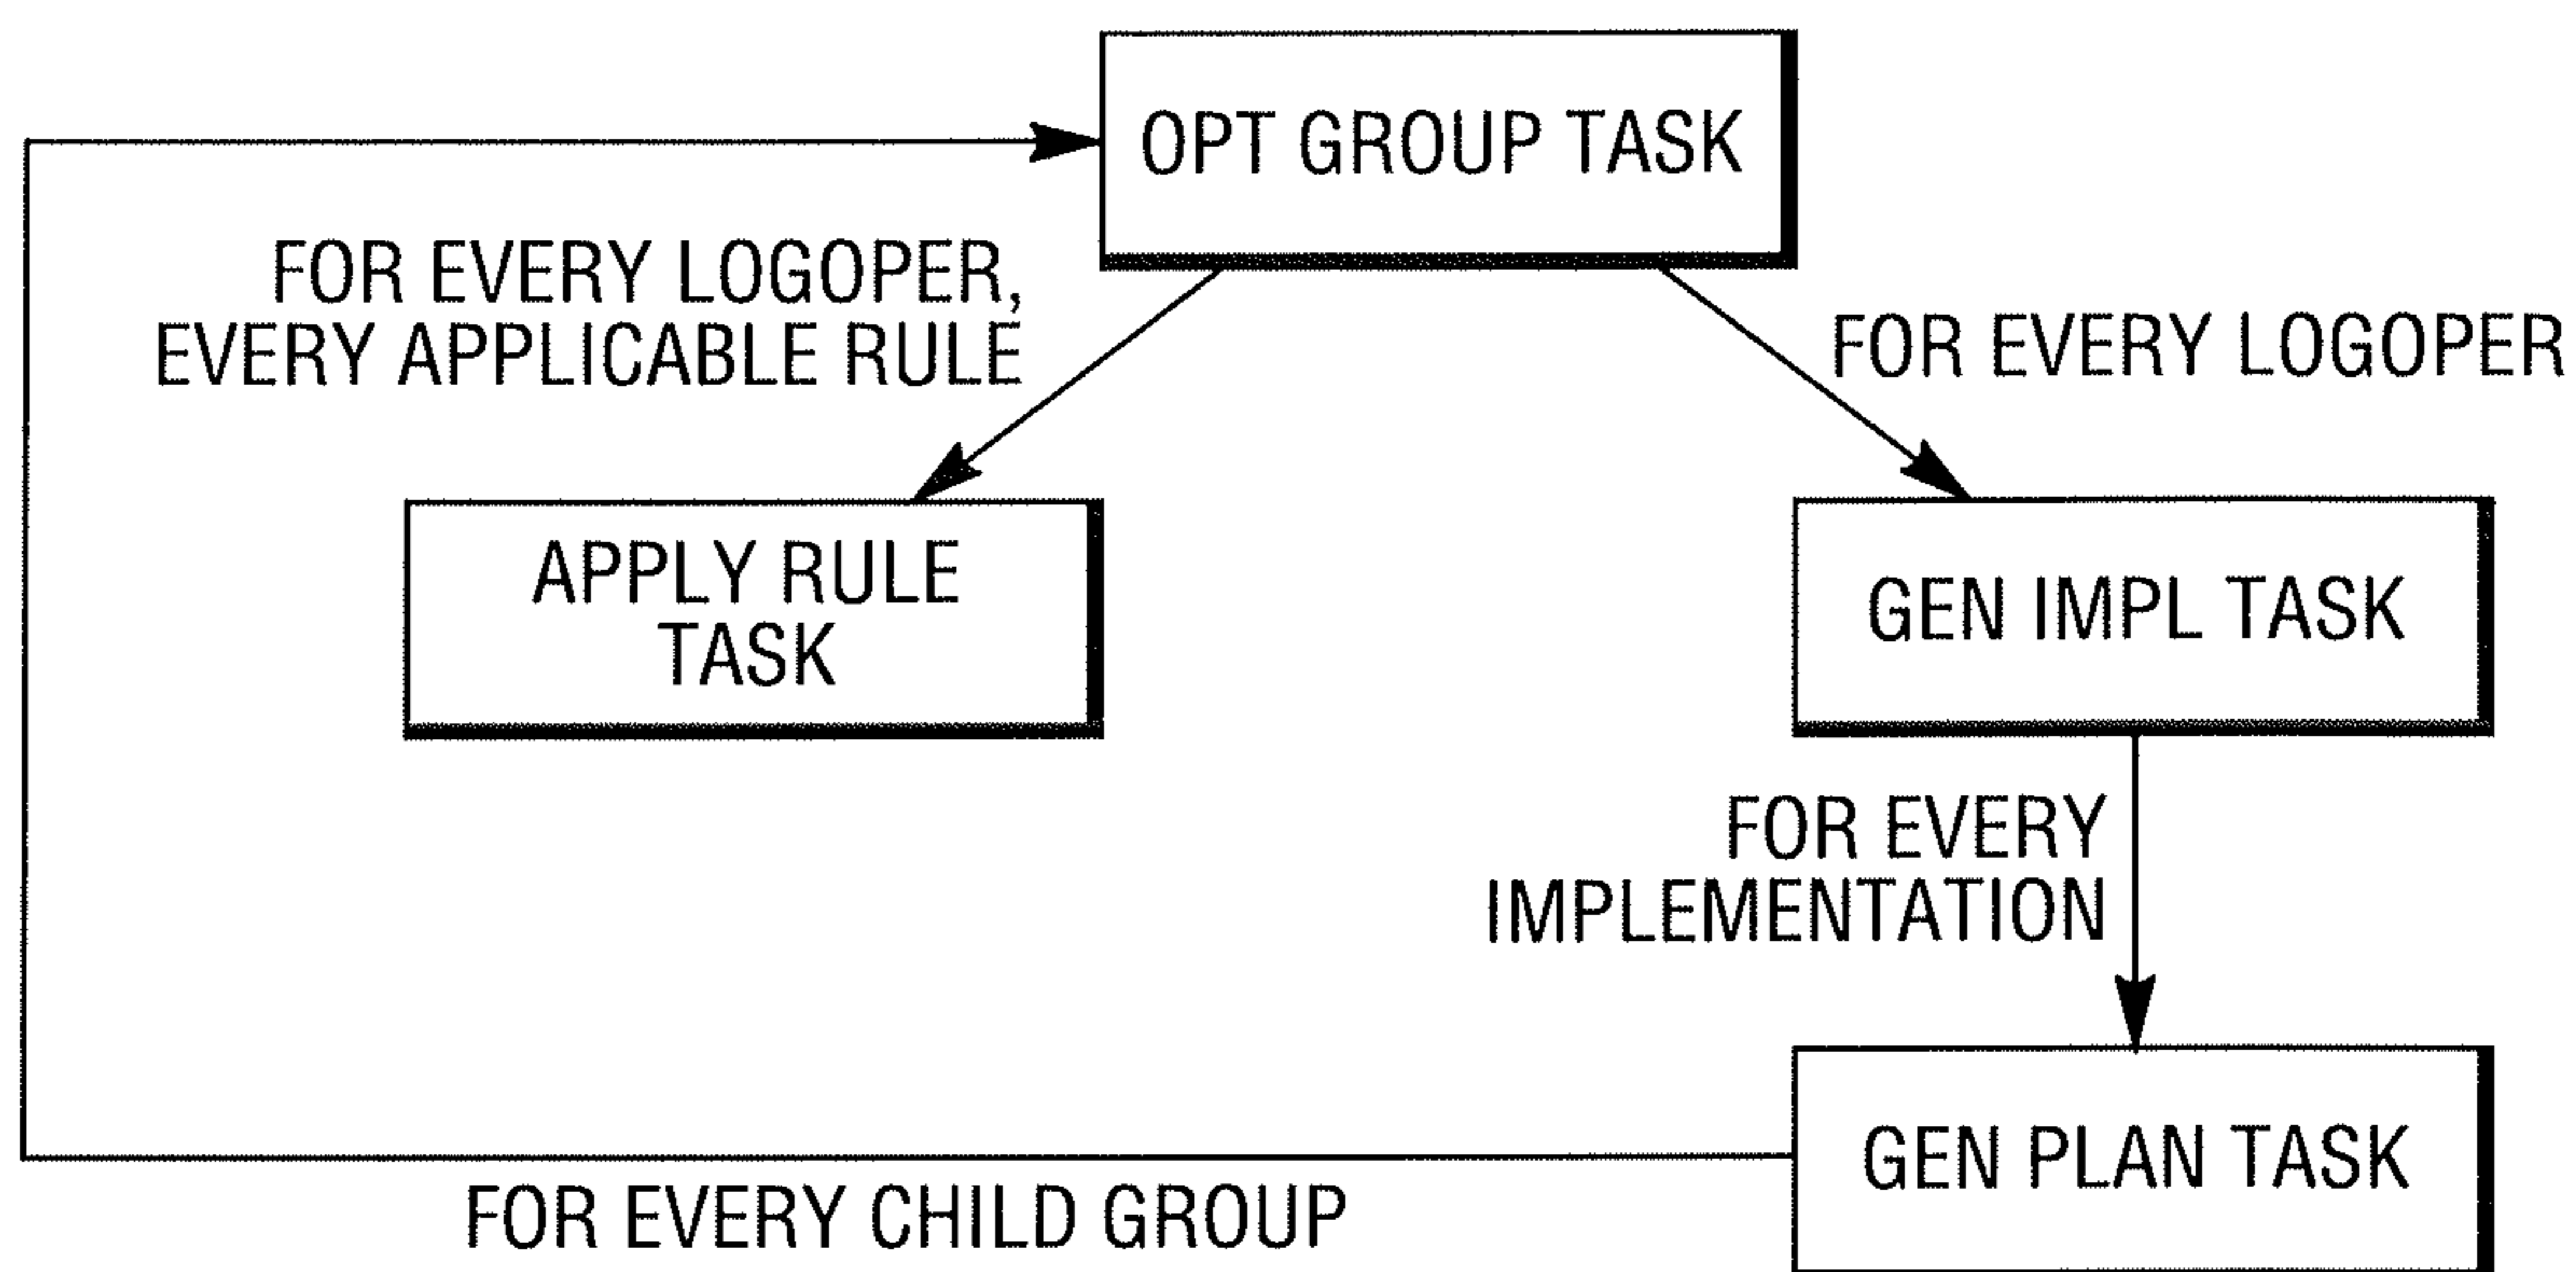 OPT GROUP TASK
FOR EVERY LOGOPER,
EVERY APPLICABLE RULE
FOR EVERY LOGOPER
APPLY RULE
TASK
GEN IMPL TASK
FOR EVERY
IMPLEMENTATION
GEN PLAN TASK
FOR EVERY CHILD GROUP